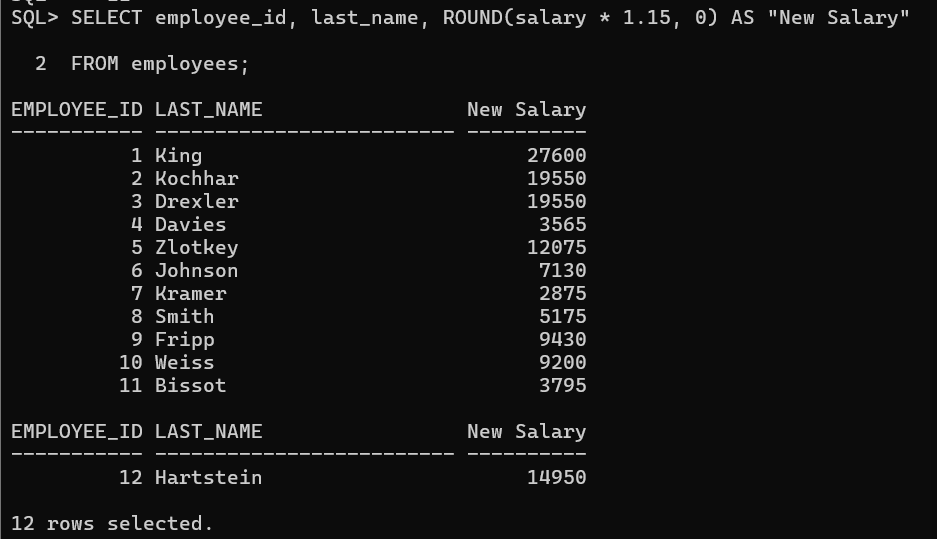 SQL> SELECT employee_id, last_name, ROUND(salary * 1.15, 0) AS "New Salary"
  2  FROM employees;
EMPLOYEE_ID LAST_NAME                 New Salary
----------- ------------------------- ----------
          1 King                           27600
          2 Kochhar                        19550
          3 Drexler                        19550
          4 Davies                          3565
          5 Zlotkey                        12075
          6 Johnson                         7130
          7 Kramer                          2875
          8 Smith                           5175
          9 Fripp                           9430
         10 Weiss                           9200
         11 Bissot                          3795
EMPLOYEE_ID LAST_NAME                 New Salary
----------- ------------------------- ----------
         12 Hartstein                      14950
12 rows selected.